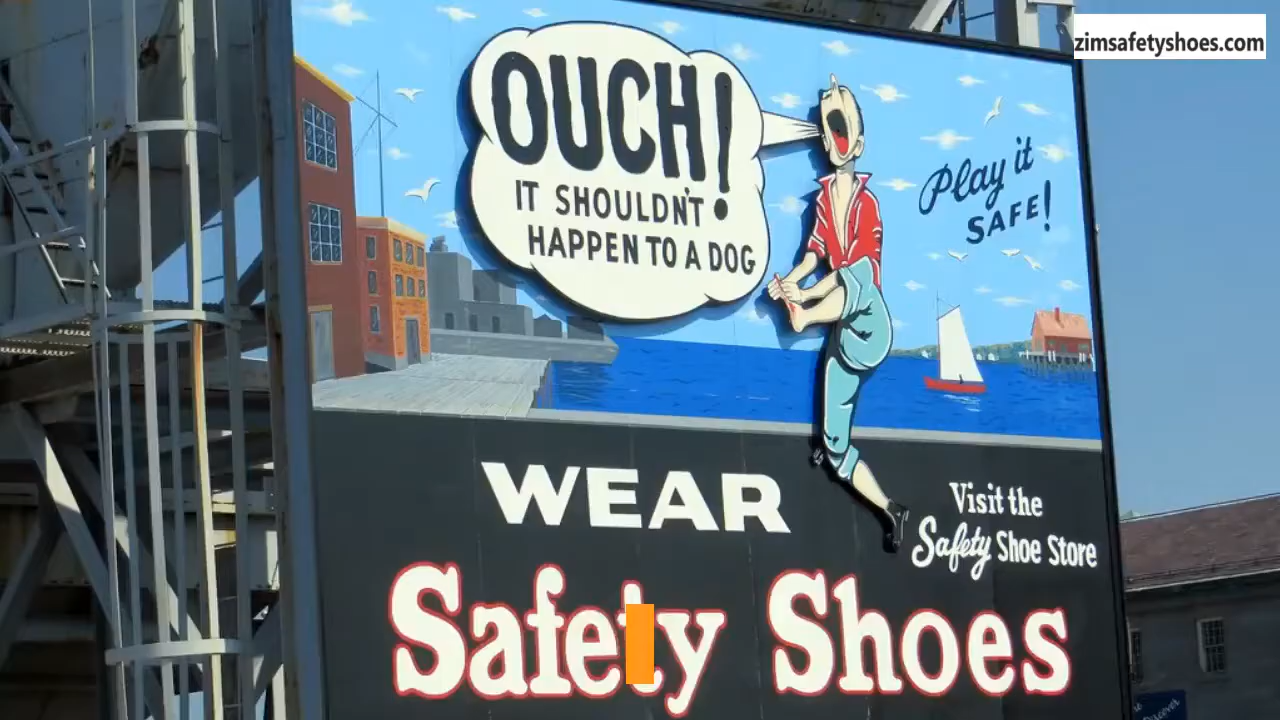 zimsafetyshoes.com
OUCH!
IT SHOULDN'T
HAPPEN TO A DOG
Play it
SAFE!
WEAR
Visit the
Safety Shoe Store
Safety Shoes
Discover